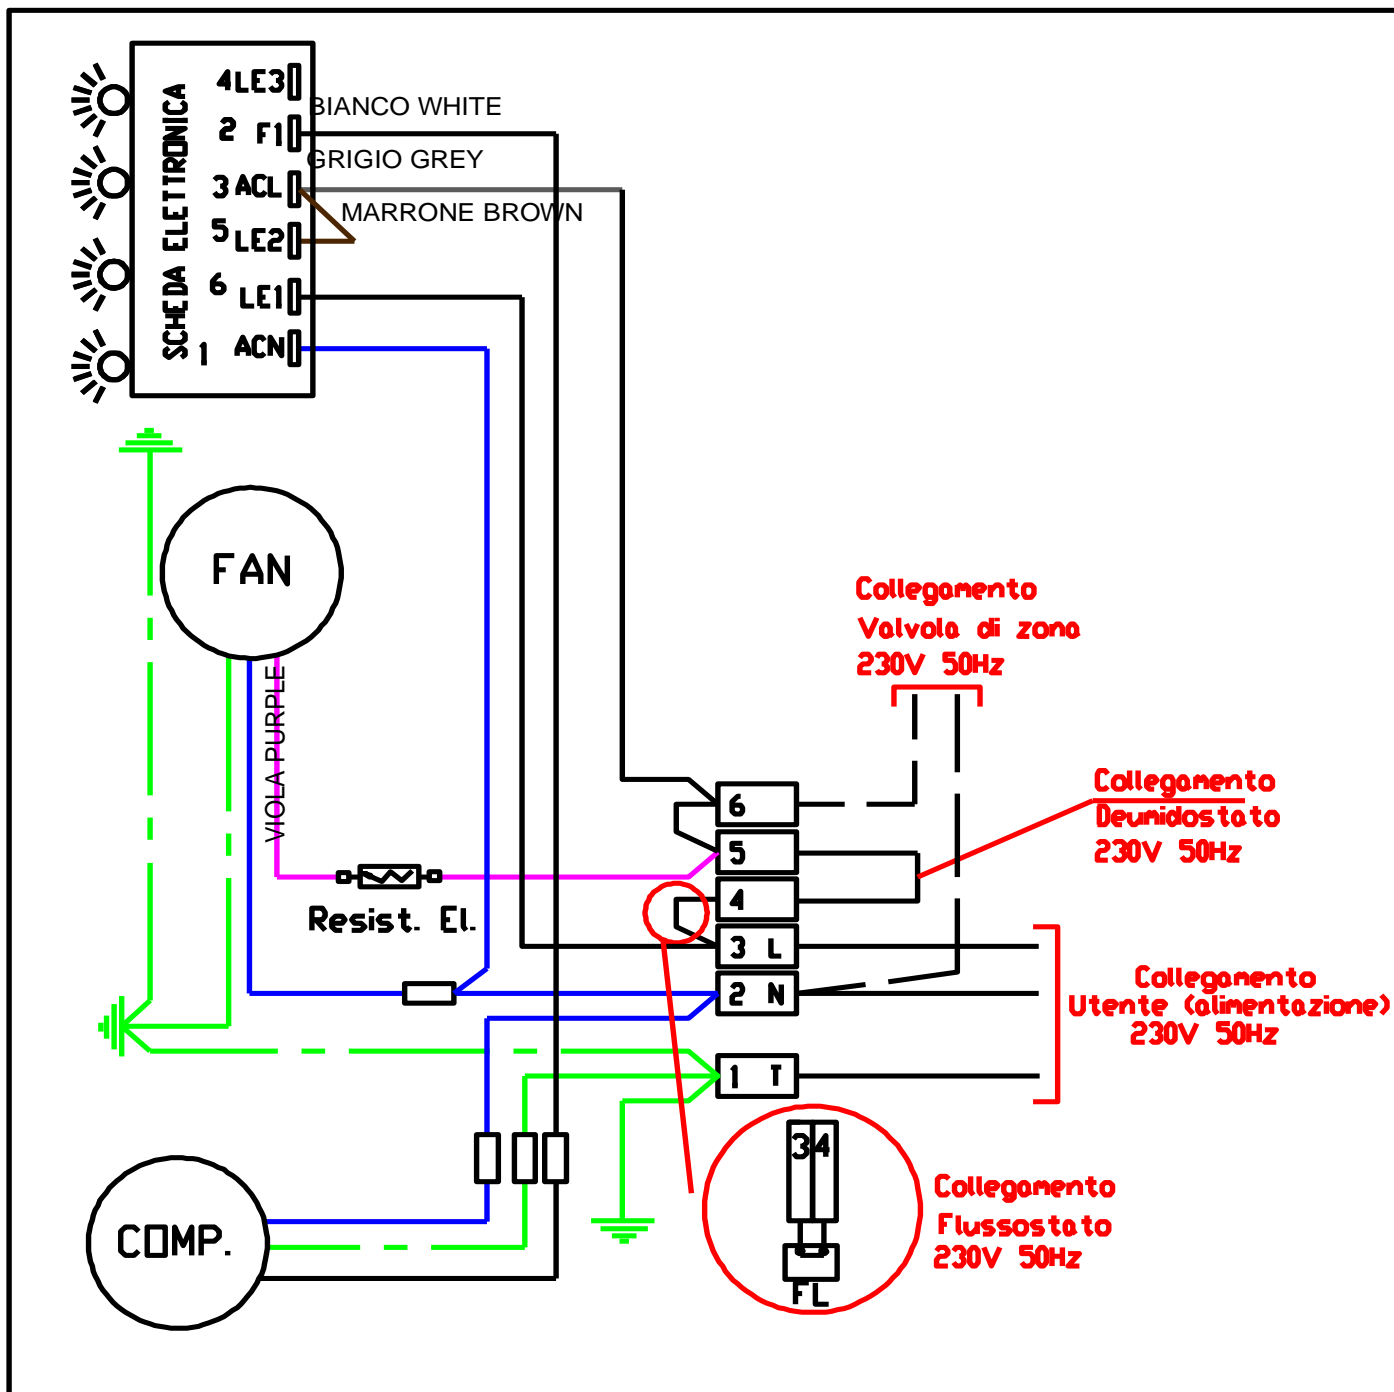 SCHEDA ELETTRONICA
4 LE3
BIANCO WHITE
2 F1
GRIGIO GREY
3 ACL
MARRONE BROWN
5 LE2
6 LE1
1 ACN
FAN
VIOLA PURPLE
Resist. El.
Collegamento
Valvola di zona
230V 50Hz
6
5
4
3 L
2 N
1 T
Collegamento
Deumidostato
230V 50Hz
Collegamento
Utente (alimentazione)
230V 50Hz
COMP.
34
FL
Collegamento
Flussostato
230V 50Hz